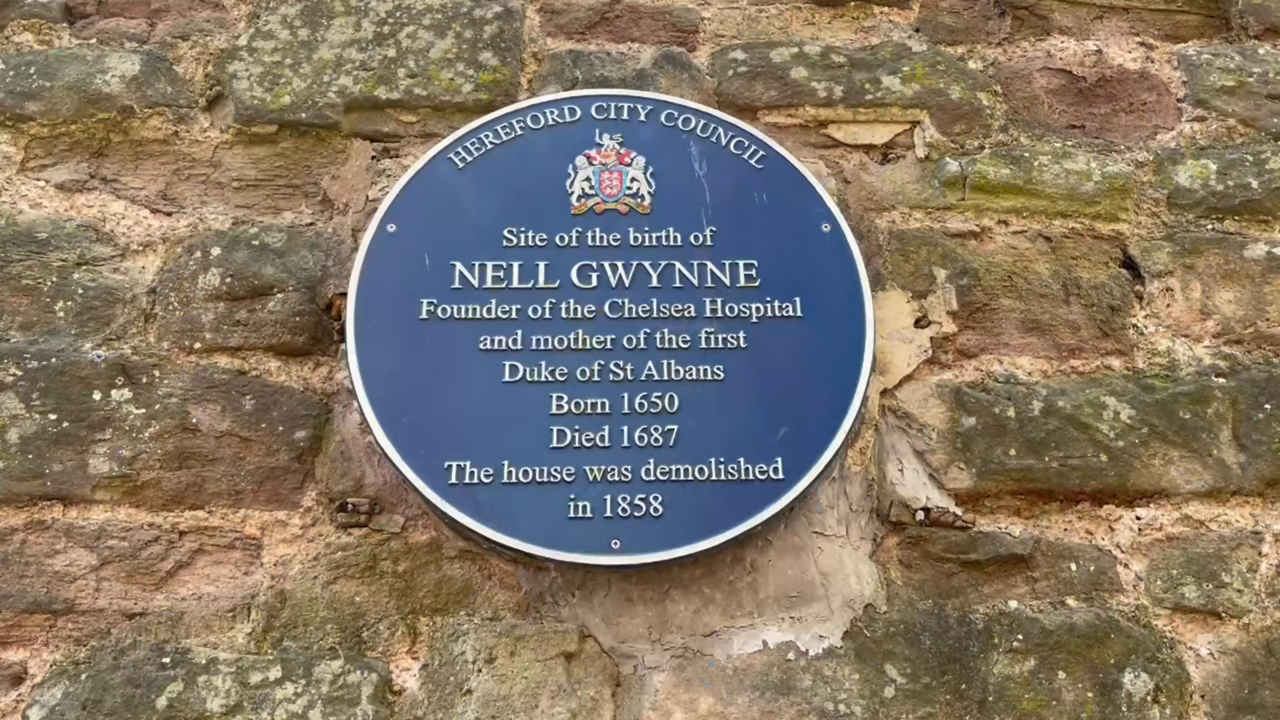 HEREFORD CITY COUNCIL
Site of the birth of
NELL GWYNNE
Founder of the Chelsea Hospital
and mother of the first
Duke of St Albans
Born 1650
Died 1687
The house was demolished
in 1858